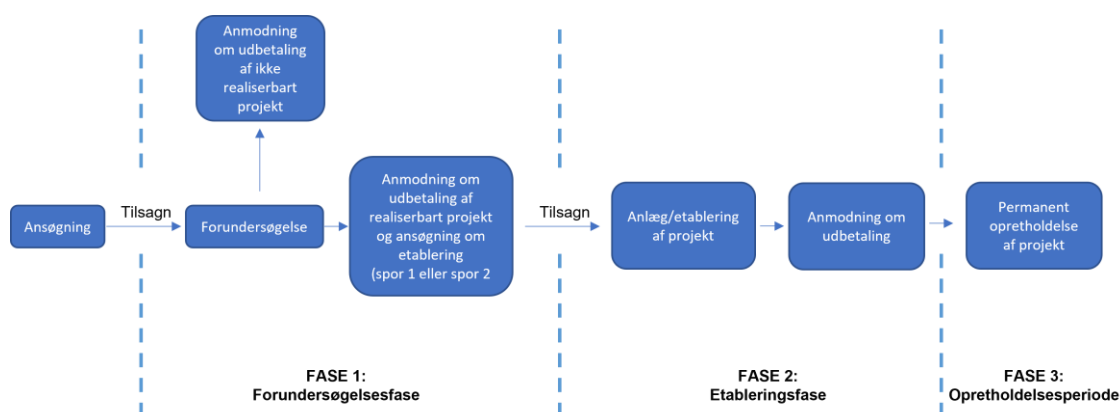 Anmodning
om udbetaling
af ikke
realiserbart
projekt
Ansøgning
Tilsagn
Forundersøgelse
Anmodning om
udbetaling af
realiserbart projekt
og ansøgning om
etablering
(spor 1 eller spor 2
Tilsagn
Anlæg/etablering
af projekt
Anmodning om
udbetaling
Permanent
opretholdelse
af projekt
FASE 1:
Forundersøgelsesfase
FASE 2:
Etableringsfase
FASE 3:
Opretholdelsesperiode